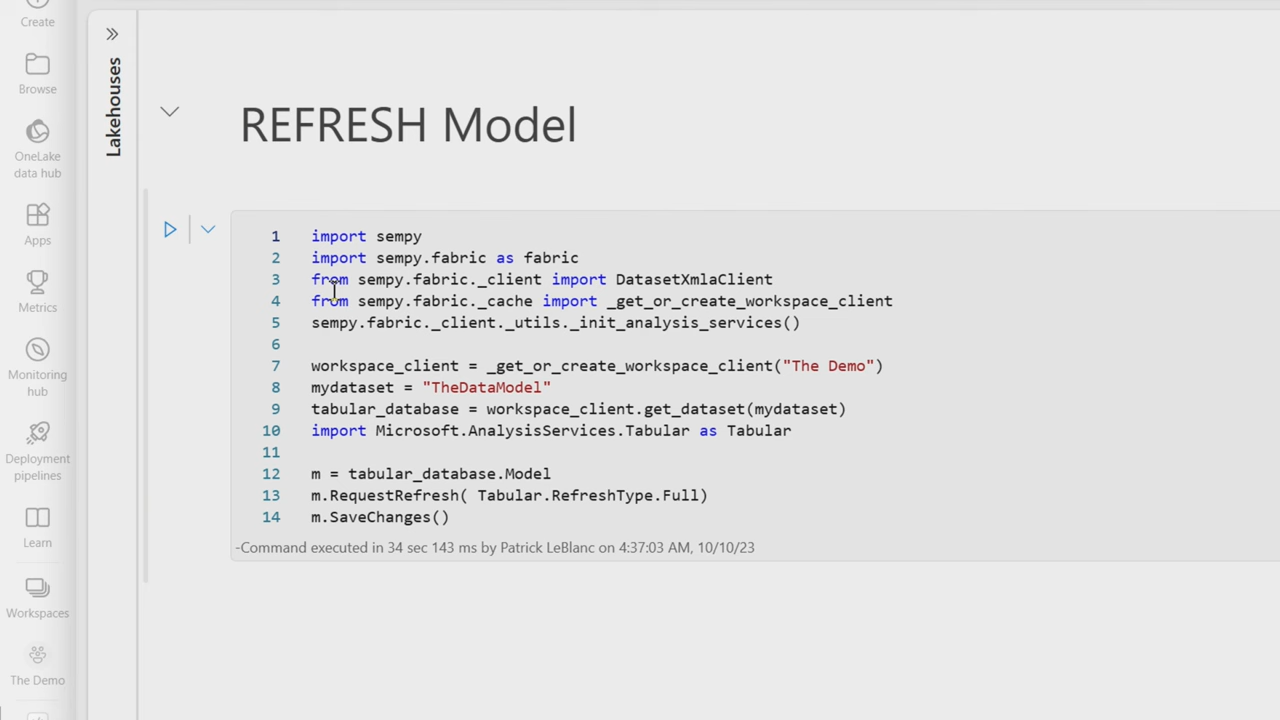 Create
Browse
OneLake
data hub
Apps
Metrics
Monitoring
hub
Deployment
pipelines
Learn
Workspaces
The Demo
Lakehouses
REFRESH Model
1 import sempy
2 import sempy.fabric as fabric
3 from sempy.fabric._client import DatasetXmlaClient
4 from sempy.fabric._cache import _get_or_create_workspace_client
5 sempy.fabric._client._utils._init_analysis_services()
6
7 workspace_client = _get_or_create_workspace_client("The Demo")
8 mydataset = "TheDataModel"
9 tabular_database = workspace_client.get_dataset(mydataset)
10 import Microsoft.AnalysisServices.Tabular as Tabular
11
12 m = tabular_database.Model
13 m.RequestRefresh( Tabular.RefreshType.Full)
14 m.SaveChanges()
-Command executed in 34 sec 143 ms by Patrick LeBlanc on 4:37:03 AM, 10/10/23